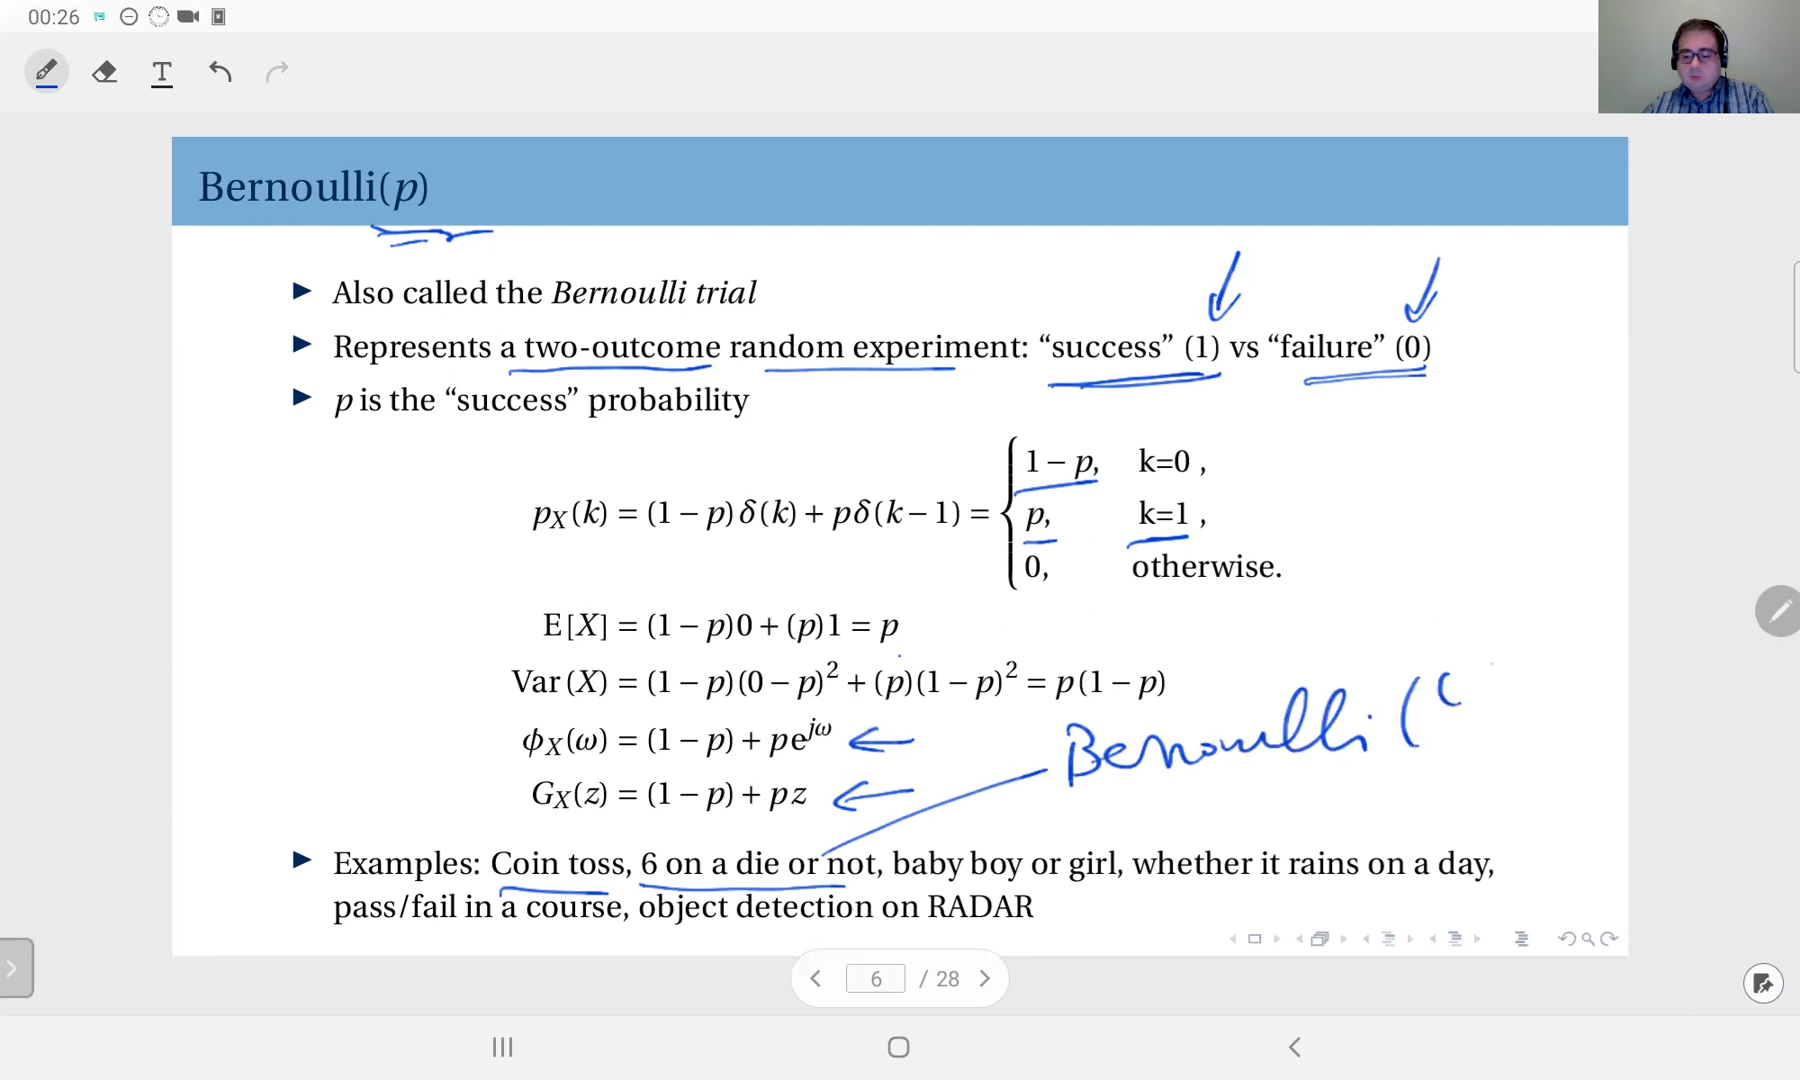 00:26
T
Bernoulli(p)
► Also called the Bernoulli trial
► Represents a two-outcome random experiment: “success” (1) vs “failure” (0)
► p is the “success” probability
1 − p, k=0 ,
p_X(k) = (1 − p)δ(k) + pδ(k − 1) = { p, k=1 ,
0, otherwise.
E[X] = (1 − p)0 + (p)1 = p
Var(X) = (1 − p)(0 − p)² + (p)(1 − p)² = p(1 − p)
ϕ_X(ω) = (1 − p) + pe^{jω}
Bernoulli (
G_X(z) = (1 − p) + pz
► Examples: Coin toss, 6 on a die or not, baby boy or girl, whether it rains on a day,
pass/fail in a course, object detection on RADAR
6 / 28